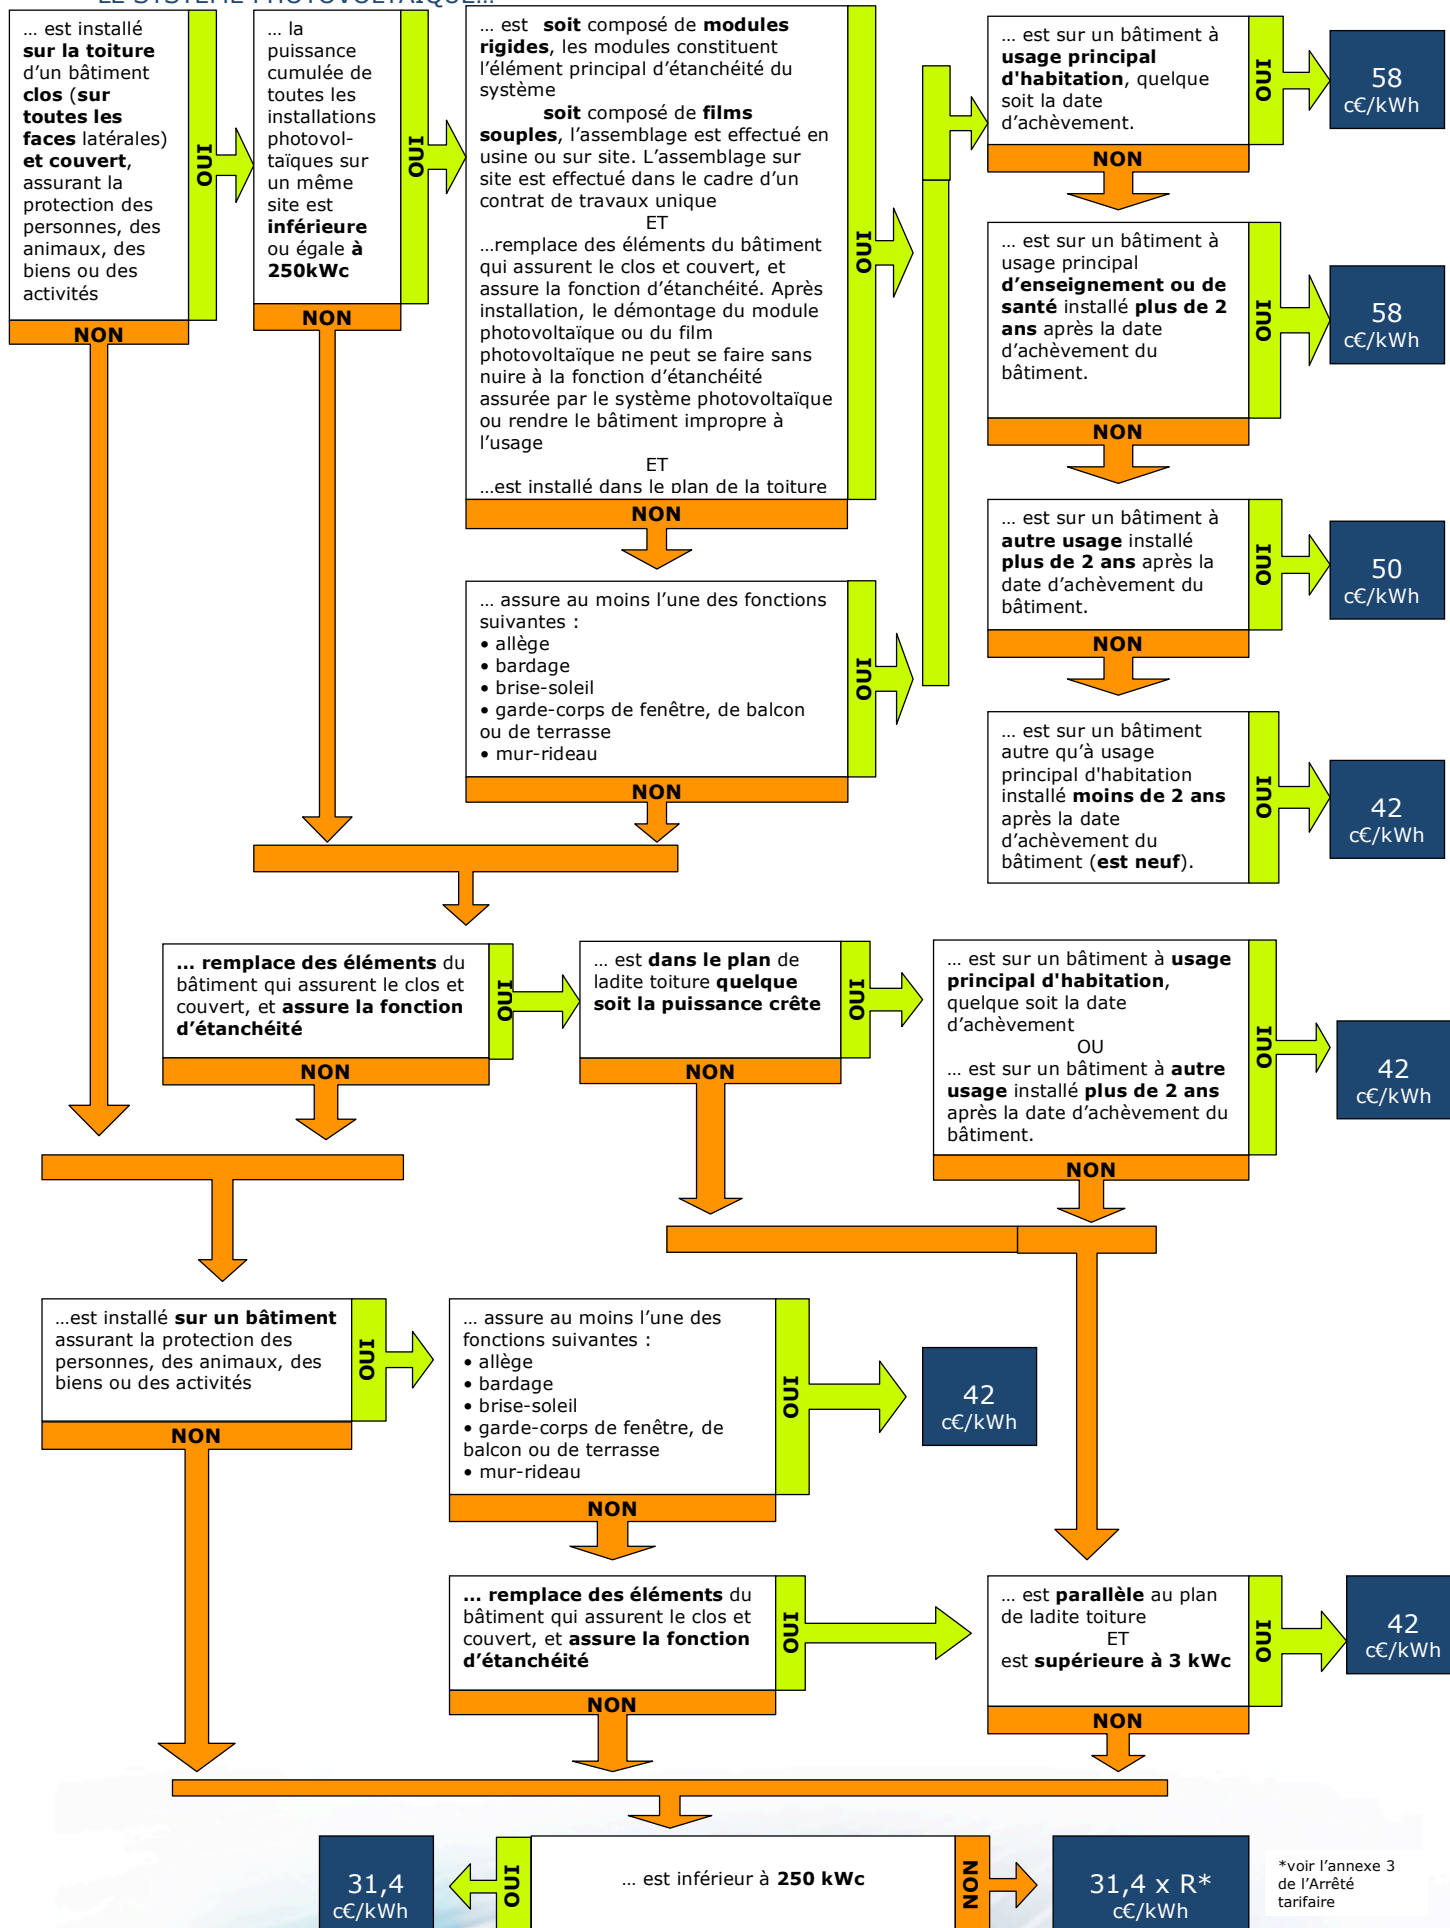 LE SYSTÈME PHOTOVOLTAÏQUE…
… est installé
sur la toiture
d'un bâtiment
clos (sur
toutes les
faces latérales)
et couvert,
assurant la
protection des
personnes, des
animaux, des
biens ou des
activités
OUI
NON
… la
puissance
cumulée de
toutes les
installations
photovol-
taïques sur
un même
site est
inférieure
ou égale à
250kWc
OUI
NON
… est soit composé de modules
rigides, les modules constituent
l'élément principal d'étanchéité du
système
soit composé de films
souples, l'assemblage est effectué en
usine ou sur site. L'assemblage sur
site est effectué dans le cadre d'un
contrat de travaux unique
ET
…remplace des éléments du bâtiment
qui assurent le clos et couvert, et
assure la fonction d'étanchéité. Après
installation, le démontage du module
photovoltaïque ou du film
photovoltaïque ne peut se faire sans
nuire à la fonction d'étanchéité
assurée par le système photovoltaïque
ou rendre le bâtiment impropre à
l'usage
ET
…est installé dans le plan de la toiture
OUI
NON
… assure au moins l'une des fonctions
suivantes :
• allège
• bardage
• brise-soleil
• garde-corps de fenêtre, de balcon
ou de terrasse
• mur-rideau
OUI
NON
… est sur un bâtiment à
usage principal
d'habitation, quelque
soit la date
d'achèvement.
OUI
58
c€/kWh
NON
… est sur un bâtiment à
usage principal
d'enseignement ou de
santé installé plus de 2
ans après la date
d'achèvement du
bâtiment.
OUI
58
c€/kWh
NON
… est sur un bâtiment à
autre usage installé
plus de 2 ans après la
date d'achèvement du
bâtiment.
OUI
50
c€/kWh
NON
… est sur un bâtiment
autre qu'à usage
principal d'habitation
installé moins de 2 ans
après la date
d'achèvement du
bâtiment (est neuf).
OUI
42
c€/kWh
... remplace des éléments du
bâtiment qui assurent le clos et
couvert, et assure la fonction
d'étanchéité
OUI
NON
… est dans le plan de
ladite toiture quelque
soit la puissance crête
OUI
NON
… est sur un bâtiment à usage
principal d'habitation,
quelque soit la date
d'achèvement
OU
… est sur un bâtiment à autre
usage installé plus de 2 ans
après la date d'achèvement du
bâtiment.
OUI
42
c€/kWh
NON
…est installé sur un bâtiment
assurant la protection des
personnes, des animaux, des
biens ou des activités
OUI
NON
… assure au moins l'une des
fonctions suivantes :
• allège
• bardage
• brise-soleil
• garde-corps de fenêtre, de
balcon ou de terrasse
• mur-rideau
OUI
42
c€/kWh
NON
... remplace des éléments du
bâtiment qui assurent le clos et
couvert, et assure la fonction
d'étanchéité
OUI
NON
… est parallèle au plan
de ladite toiture
ET
est supérieure à 3 kWc
OUI
42
c€/kWh
NON
31,4
c€/kWh
OUI
… est inférieur à 250 kWc
NON
31,4 x R*
c€/kWh
*voir l'annexe 3
de l'Arrêté
tarifaire